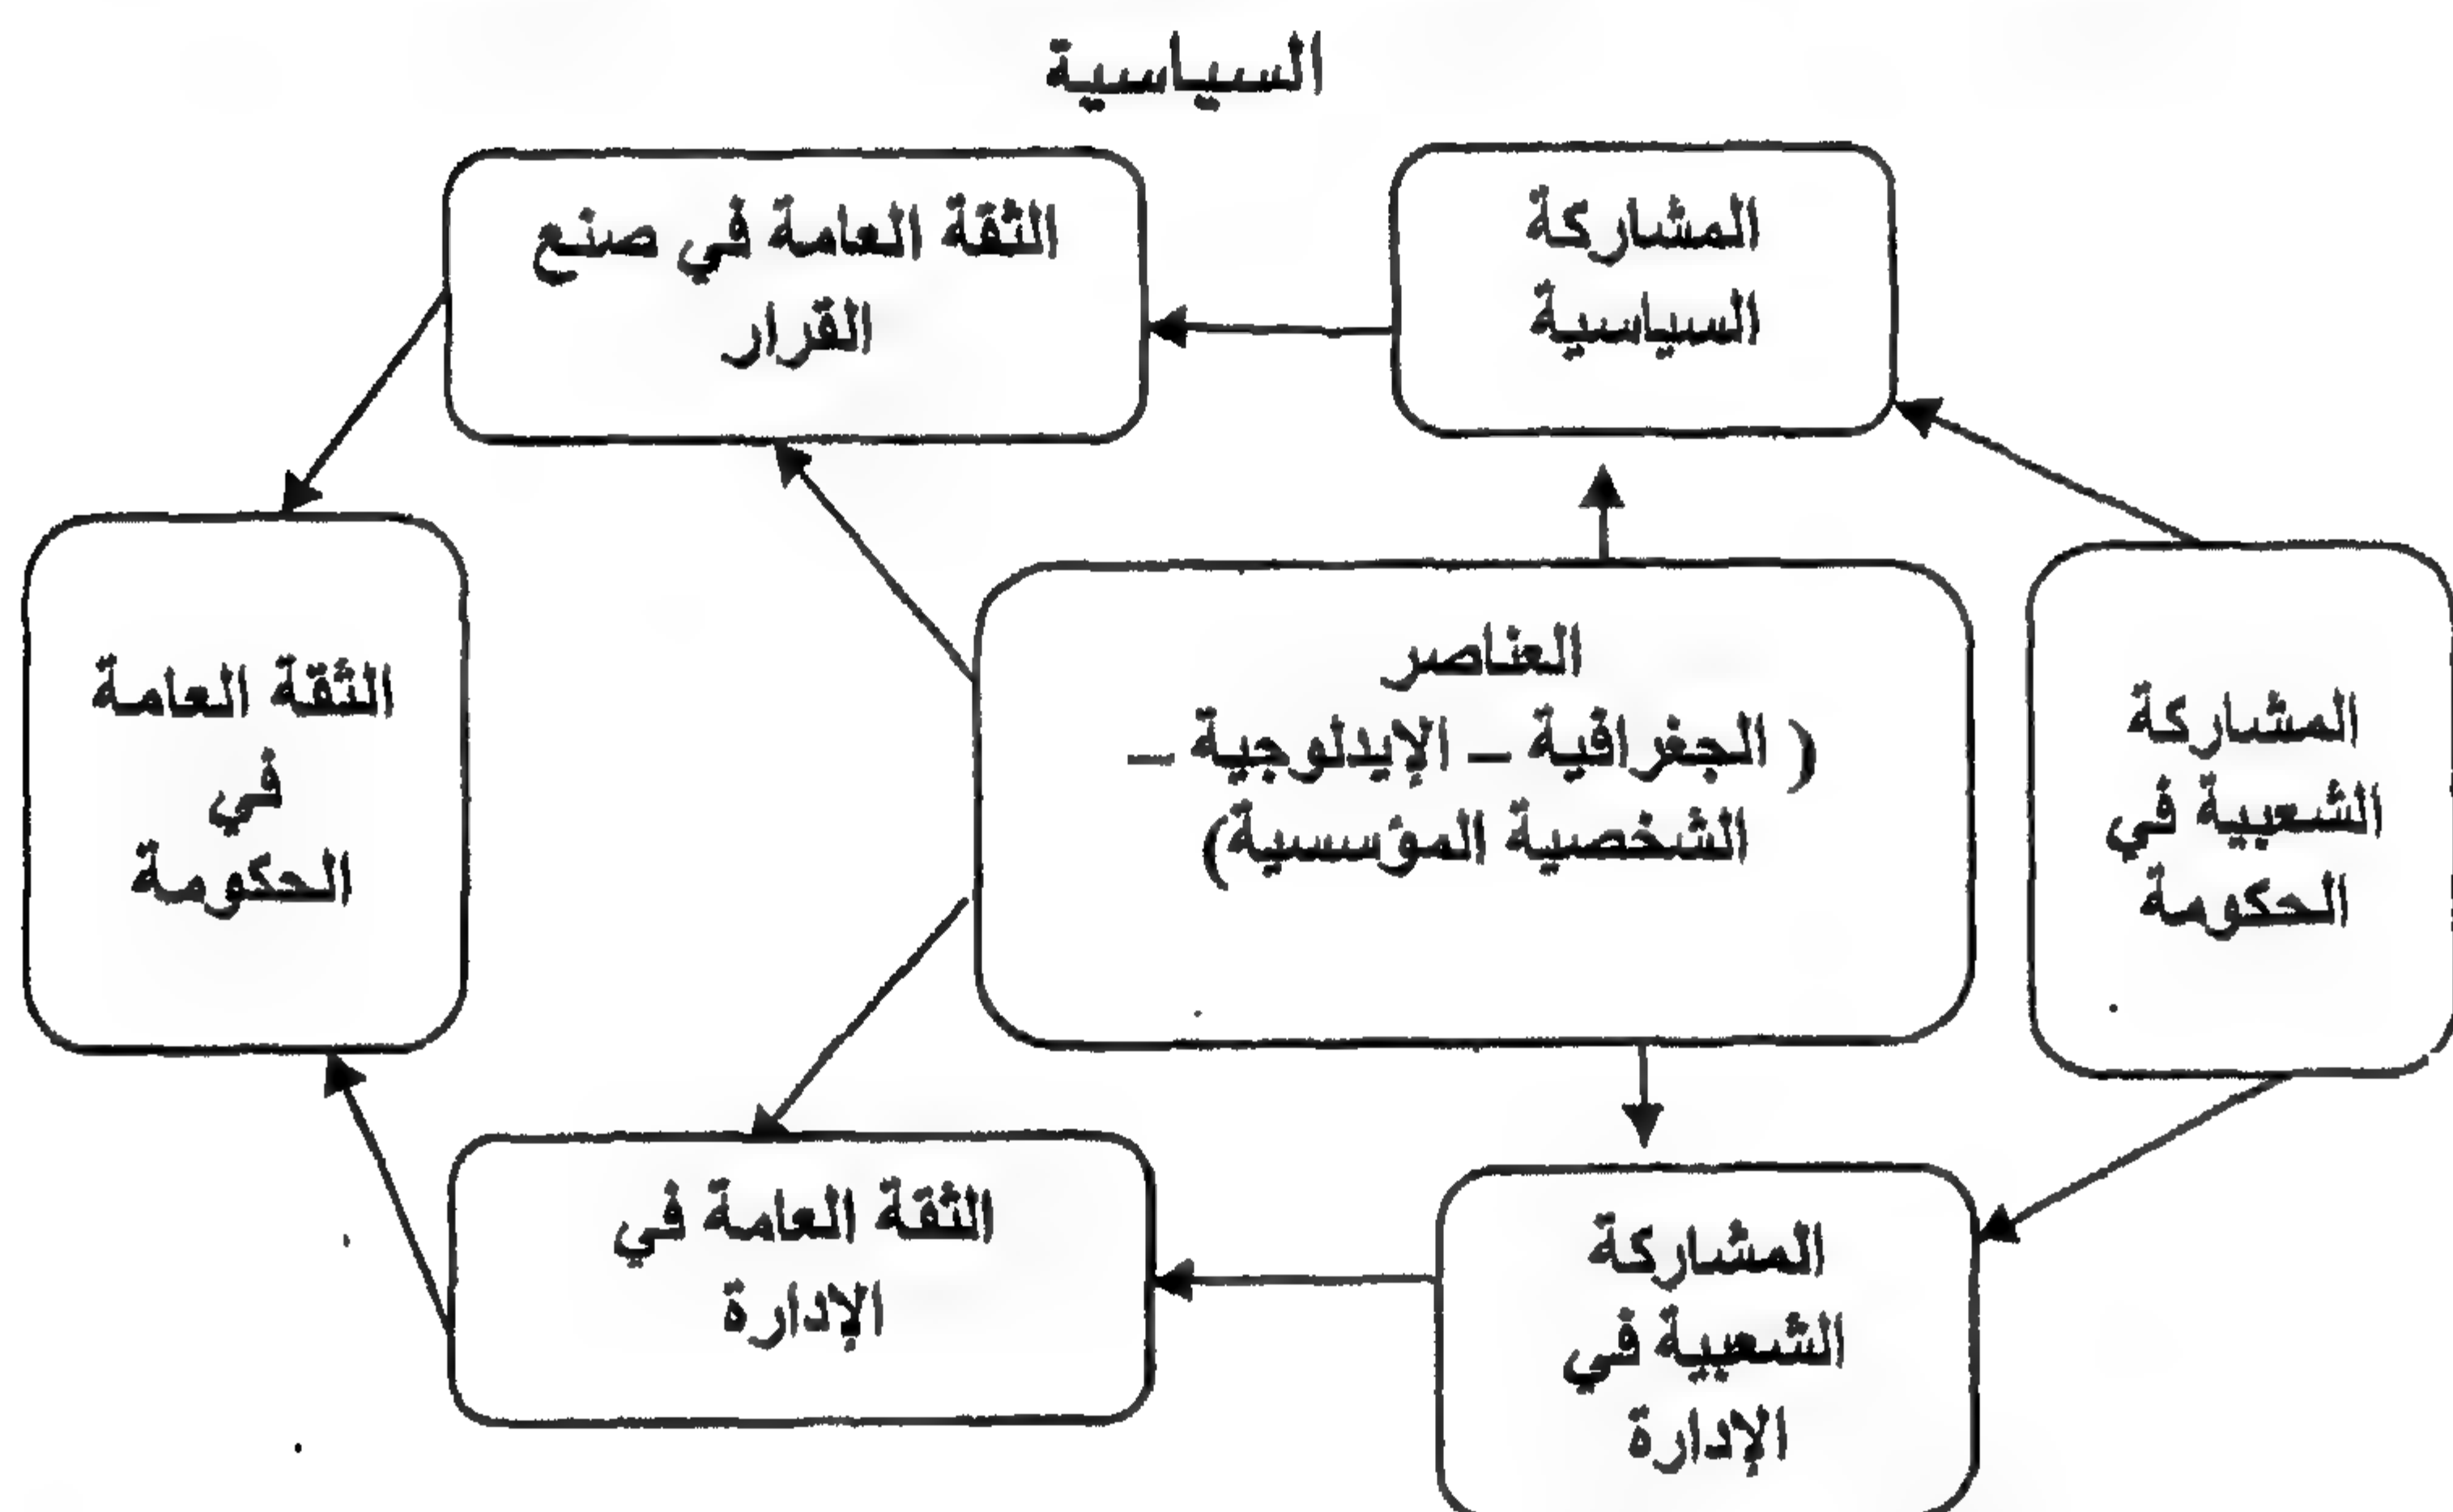 السياسية
المشاركة
السياسية
الثقة العامة في صنع
القرار
المشاركة
الشعبية في
الحكومة
العناصر
( الجغرافية – الإيدلوجية –
الشخصية المؤسسية)
الثقة العامة
في
الحكومة
المشاركة
الشعبية في
الإدارة
الثقة العامة في
الإدارة